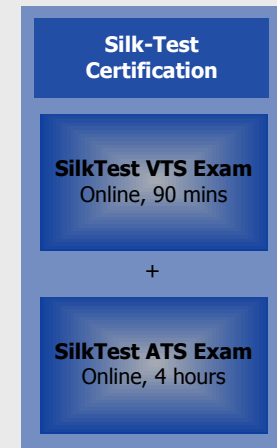 Silk-Test
Certification
SilkTest VTS Exam
Online, 90 mins
+
SilkTest ATS Exam
Online, 4 hours